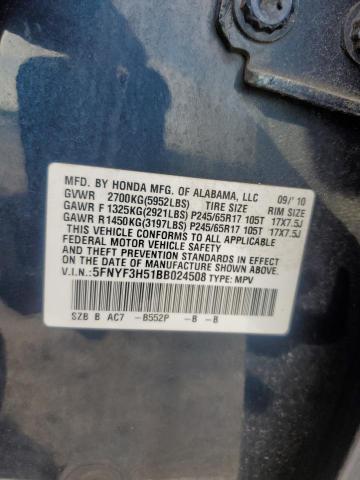 MFD. BY HONDA MFG. OF ALABAMA, LLC 09/'10
GVWR 2700KG(5952LBS) TIRE SIZE RIM SIZE
GAWR F 1325KG(2921LBS) P245/65R17 105T 17X7.5J
GAWR R1450KG(3197LBS) P245/65R17 105T 17X7.5J
THIS VEHICLE CONFORMS TO ALL APPLICABLE
FEDERAL MOTOR VEHICLE SAFETY
AND THEFT PREVENTION STANDARDS IN
EFFECT ON THE DATE OF MANUFACTURE
SHOWN ABOVE.
V.I.N.:5FNYF3H51BB024508 TYPE: MPV
SZB B AC7 -B552P -B -B